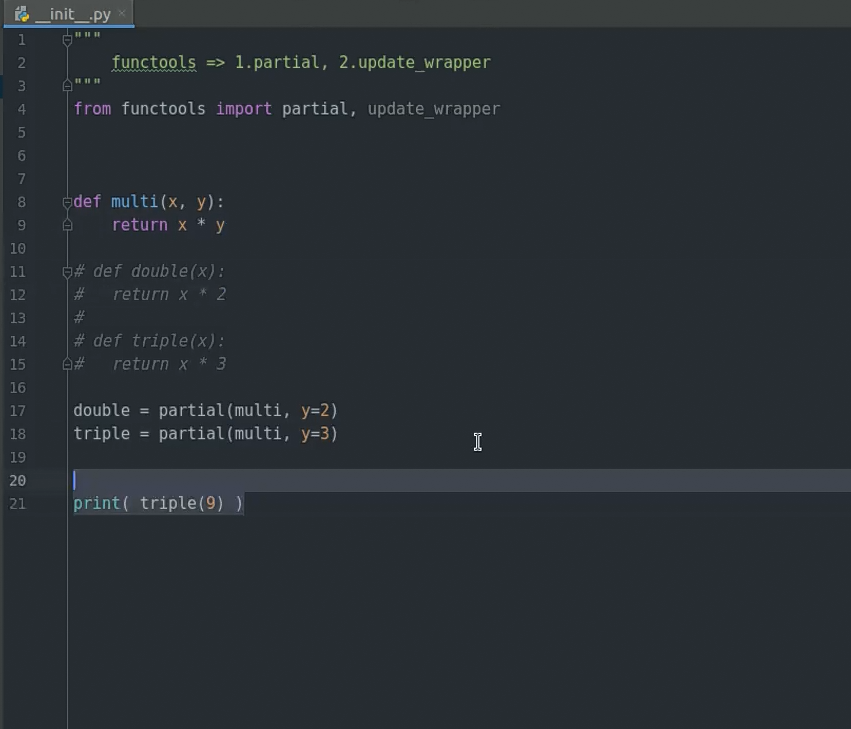 __init__.py
1 """
2     functools => 1.partial, 2.update_wrapper
3 """
4 from functools import partial, update_wrapper
5
6
7
8 def multi(x, y):
9     return x * y
10
11 # def double(x):
12 #   return x * 2
13 #
14 # def triple(x):
15 #   return x * 3
16
17 double = partial(multi, y=2)
18 triple = partial(multi, y=3)
19
20
21 print( triple(9) )